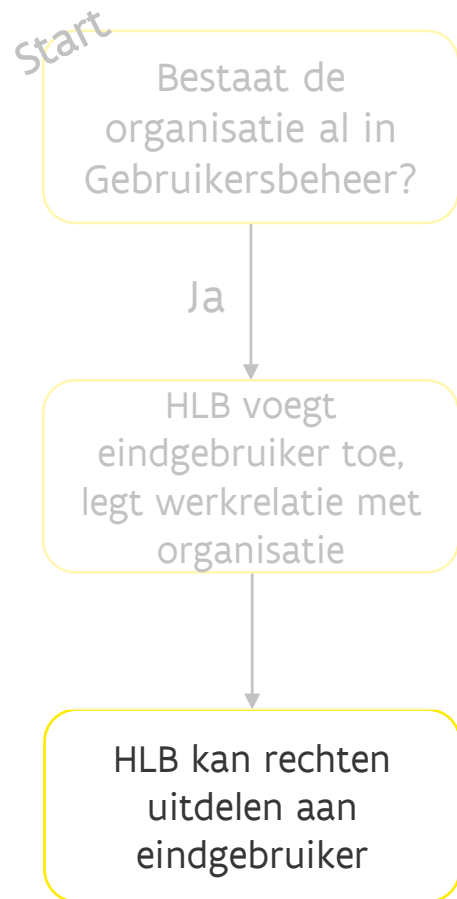 Start
Bestaat de
organisatie al in
Gebruikersbeheer?
Ja
HLB voegt
eindgebruiker toe,
legt werkrelatie met
organisatie
HLB kan rechten
uitdelen aan
eindgebruiker